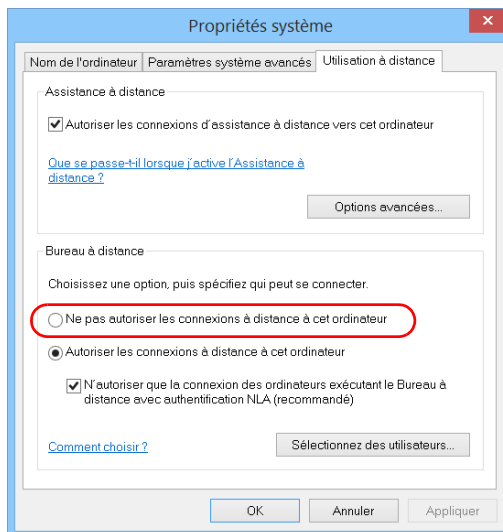 Propriétés système
Nom de l'ordinateur Paramètres système avancés Utilisation à distance
Assistance à distance
Autoriser les connexions d'assistance à distance vers cet ordinateur
Que se passe-t-il lorsque j'active l'Assistance à
distance ?
Options avancées...
Bureau à distance
Choisissez une option, puis spécifiez qui peut se connecter.
Ne pas autoriser les connexions à distance à cet ordinateur
Autoriser les connexions à distance à cet ordinateur
N'autoriser que la connexion des ordinateurs exécutant le Bureau à
distance avec authentification NLA (recommandé)
Comment choisir ? Sélectionnez des utilisateurs...
OK Annuler Appliquer